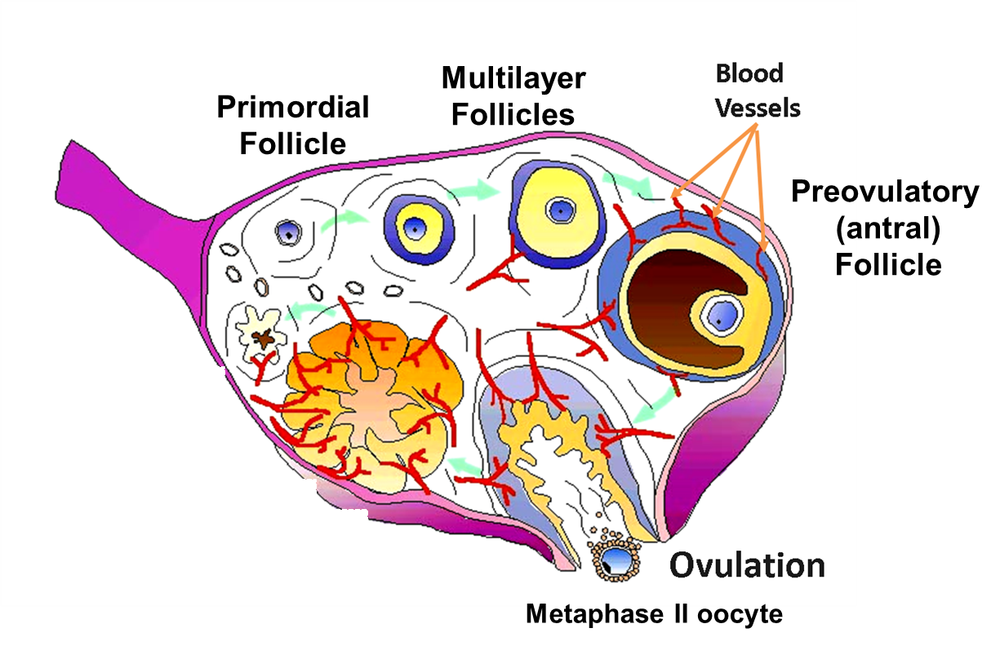 Primordial
Follicle
Multilayer
Follicles
Blood
Vessels
Preovulatory
(antral)
Follicle
Ovulation
Metaphase II oocyte